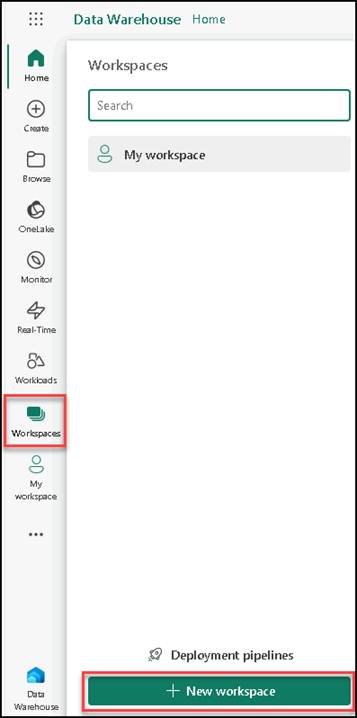 Data Warehouse Home
Home
Create
Browse
OneLake
Monitor
Real-Time
Workloads
Workspaces
My
workspace
Data
Warehouse
Workspaces
Search
My workspace
Deployment pipelines
New workspace